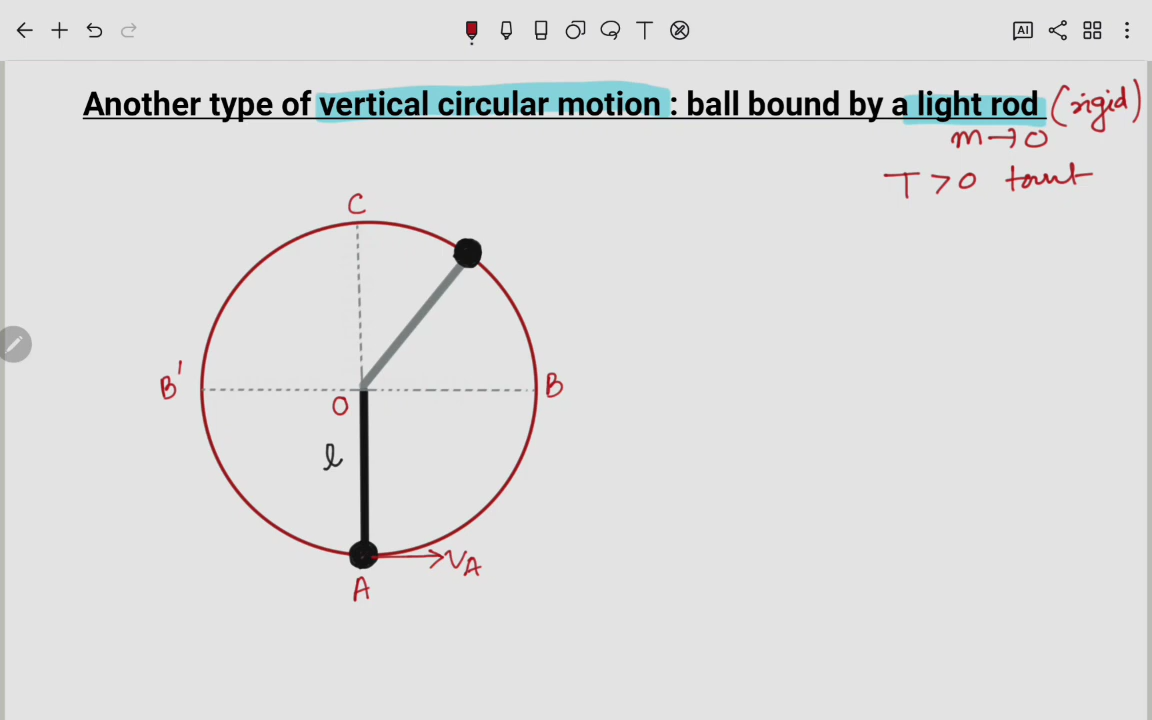 Another type of vertical circular motion : ball bound by a light rod (rigid)
m → 0
T > 0 taut
C
B'
O
B
l
A
VA